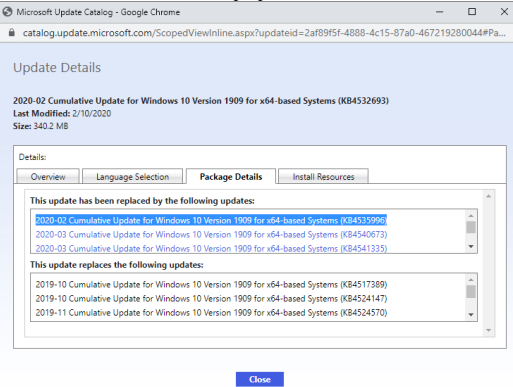 Microsoft Update Catalog - Google Chrome
catalog.update.microsoft.com/ScopedViewInline.aspx?updateid=2af89f5f-4888-4c15-87a0-467219280044#Pa...
Update Details
2020-02 Cumulative Update for Windows 10 Version 1909 for x64-based Systems (KB4532693)
Last Modified: 2/10/2020
Size: 340.2 MB
Details:
Overview Language Selection Package Details Install Resources
This update has been replaced by the following updates:
2020-02 Cumulative Update for Windows 10 Version 1909 for x64-based Systems (KB4535996)
2020-03 Cumulative Update for Windows 10 Version 1909 for x64-based Systems (KB4540673)
2020-03 Cumulative Update for Windows 10 Version 1909 for x64-based Systems (KB4541335)
This update replaces the following updates:
2019-10 Cumulative Update for Windows 10 Version 1909 for x64-based Systems (KB4517389)
2019-10 Cumulative Update for Windows 10 Version 1909 for x64-based Systems (KB4524147)
2019-11 Cumulative Update for Windows 10 Version 1909 for x64-based Systems (KB4524570)
Close